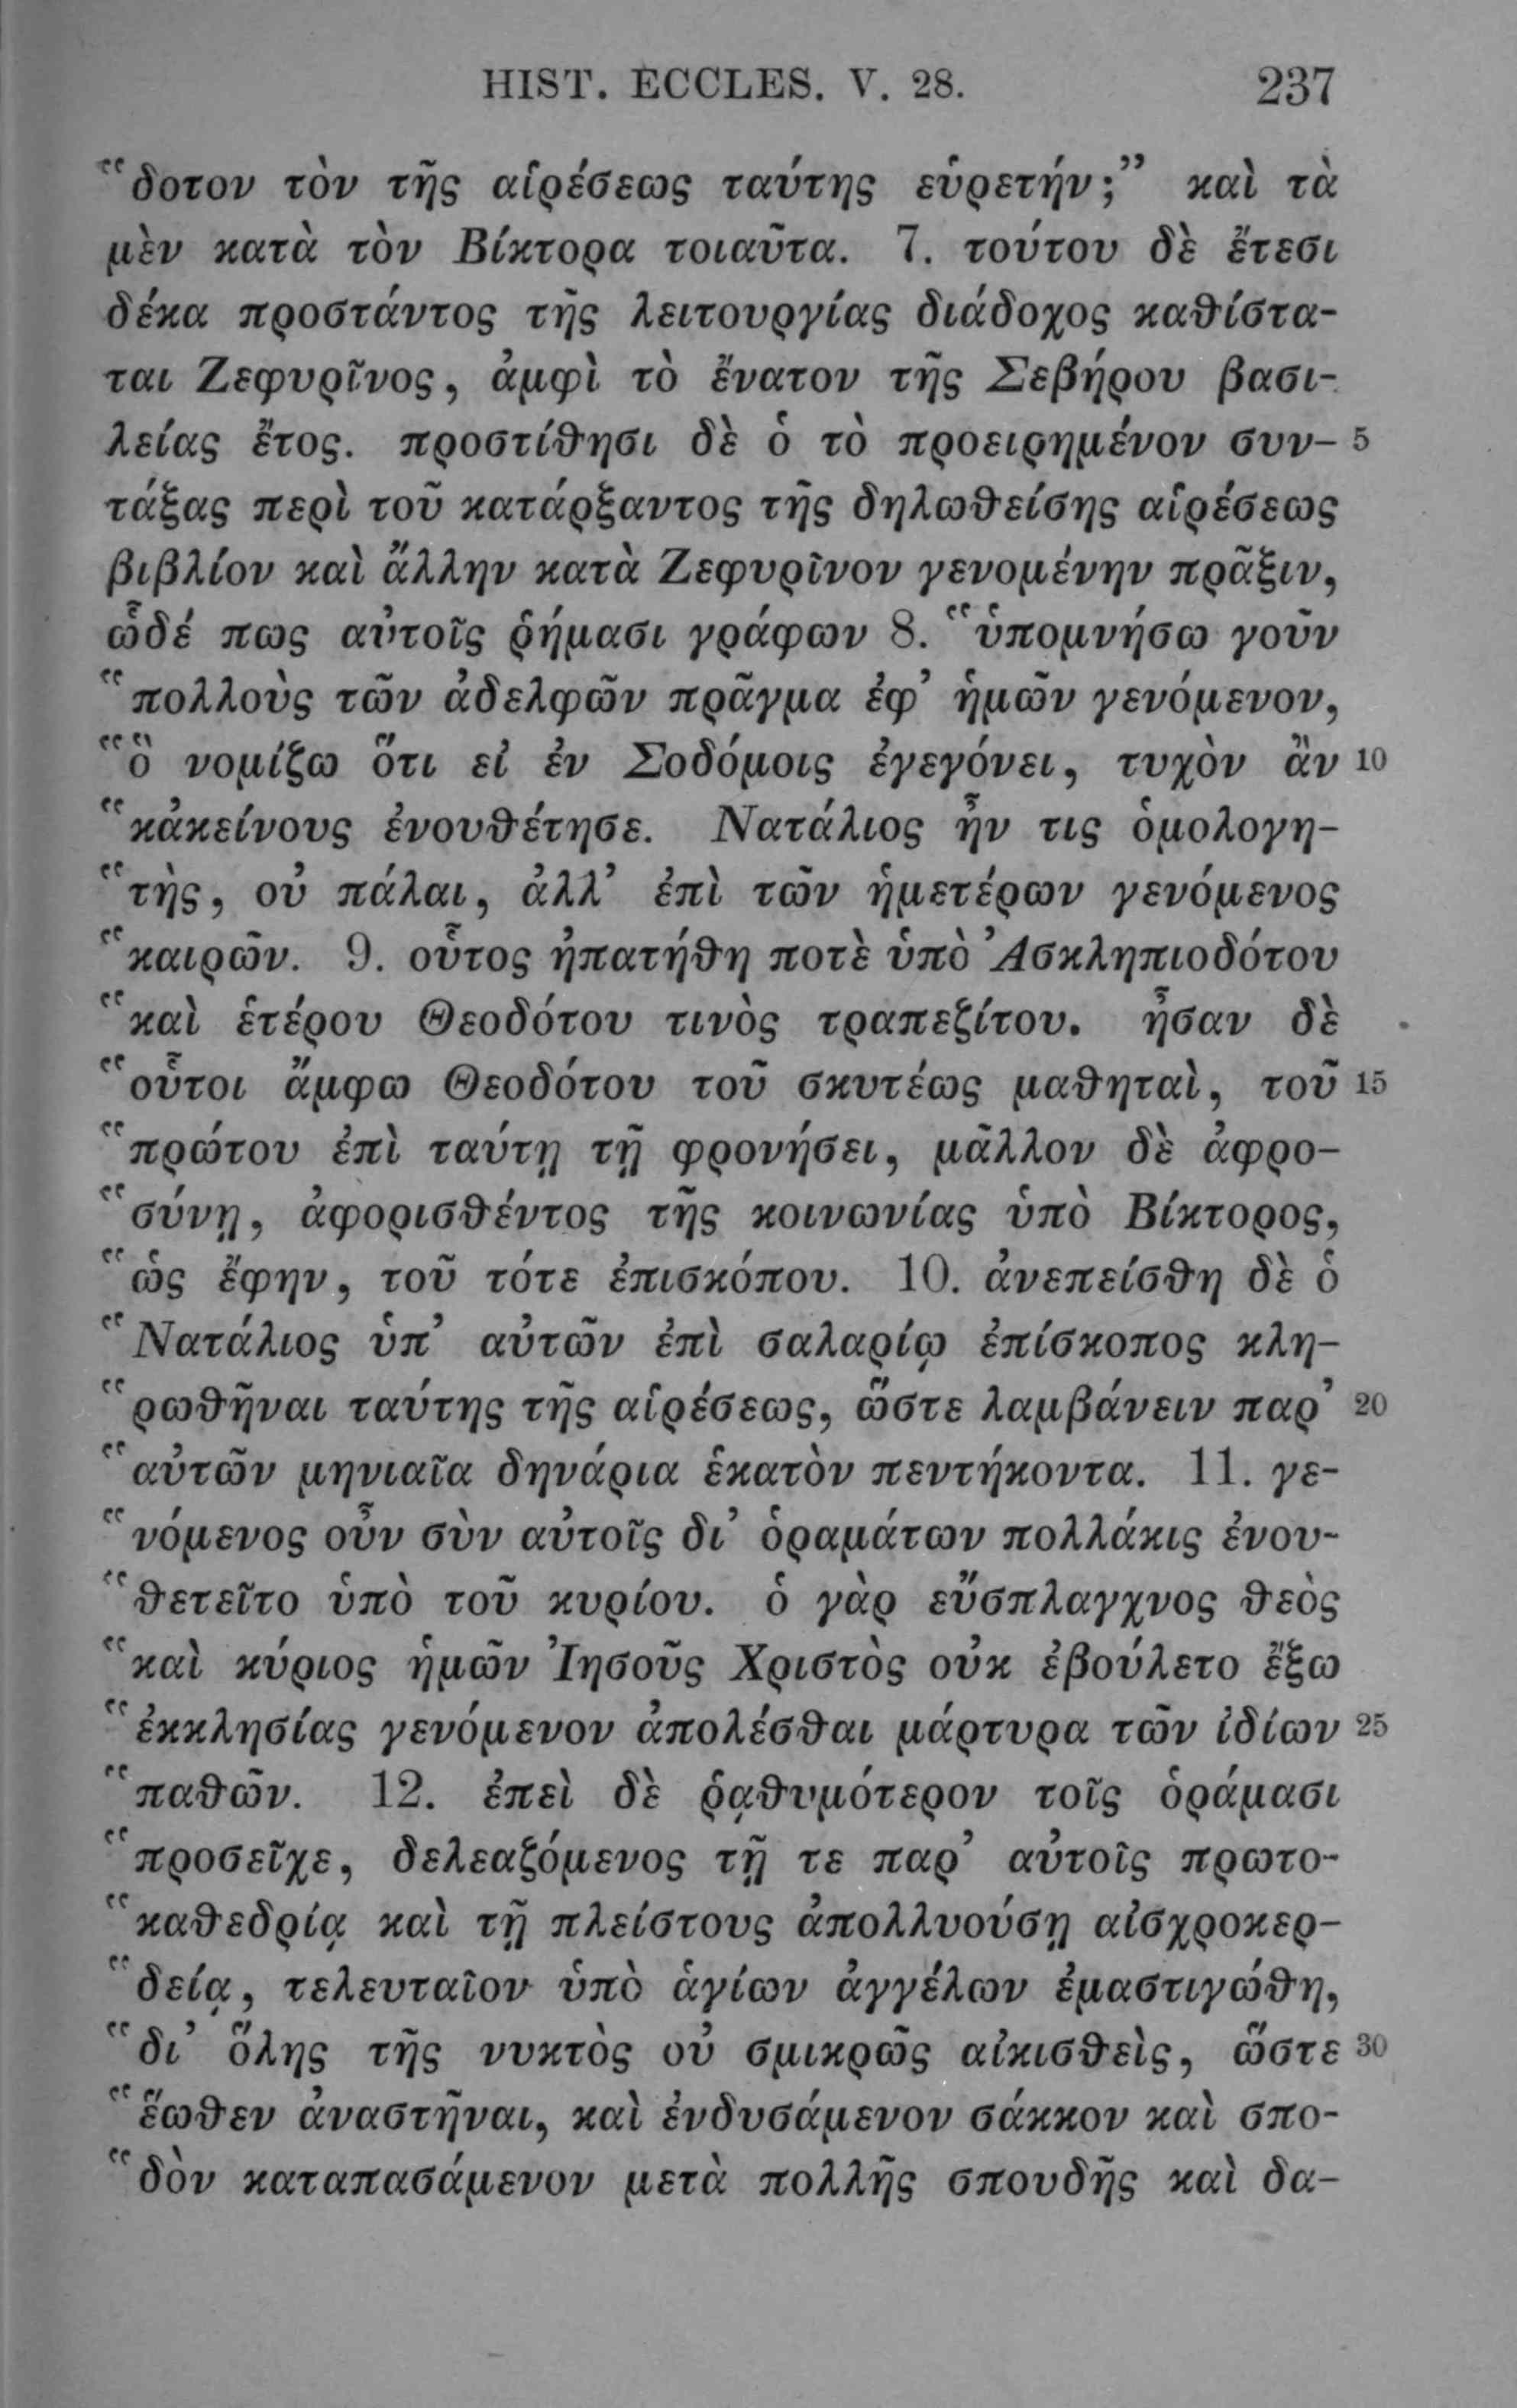 HIST. ECCLES. V. 28. 237
“δοτον τὸν τῆς αἱρέσεως ταύτης εὑρετήν;” καὶ τὰ
μὲν κατὰ τὸν Βίκτορα τοιαῦτα. 7. τούτου δὲ ἔτεσι
δέκα προστάντος τῆς λειτουργίας διάδοχος καθίστα-
ται Ζεφυρῖνος, ἀμφὶ τὸ ἔνατον τῆς Σεβήρου βασι-
λείας ἔτος. προστίθησι δὲ ὁ τὸ προειρημένον συν- 5
τάξας περὶ τοῦ κατάρξαντος τῆς δηλωθείσης αἱρέσεως
βιβλίον καὶ ἄλλην κατὰ Ζεφυρῖνον γενομένην πρᾶξιν,
ὧδέ πως αὐτοῖς ῥήμασι γράφων 8. “ὑπομνήσω γοῦν
“πολλοὺς τῶν ἀδελφῶν πρᾶγμα ἐφ’ ἡμῶν γενόμενον,
“ὃ νομίζω ὅτι εἰ ἐν Σοδόμοις ἐγεγόνει, τυχὸν ἂν 10
“κἀκείνους ἐνουθέτησε. Νατάλιος ἦν τις ὁμολογη-
“τὴς, οὐ πάλαι, ἀλλ’ ἐπὶ τῶν ἡμετέρων γενόμενος
“καιρῶν. 9. οὗτος ἠπατήθη ποτὲ ὑπὸ Ἀσκληπιοδότου
“καὶ ἑτέρου Θεοδότου τινὸς τραπεζίτου. ἦσαν δὲ
“οὗτοι ἄμφω Θεοδότου τοῦ σκυτέως μαθηταὶ, τοῦ 15
“πρώτου ἐπὶ ταύτῃ τῇ φρονήσει, μᾶλλον δὲ ἀφρο-
“σύνῃ, ἀφορισθέντος τῆς κοινωνίας ὑπὸ Βίκτορος,
“ὡς ἔφην, τοῦ τότε ἐπισκόπου. 10. ἀνεπείσθη δὲ ὁ
“Νατάλιος ὑπ’ αὐτῶν ἐπὶ σαλαρίῳ ἐπίσκοπος κλη-
“ρωθῆναι ταύτης τῆς αἱρέσεως, ὥστε λαμβάνειν παρ’ 20
“αὐτῶν μηνιαῖα δηνάρια ἑκατὸν πεντήκοντα. 11. γε-
“νόμενος οὖν σὺν αὐτοῖς δι’ ὁραμάτων πολλάκις ἐνου-
“θετεῖτο ὑπὸ τοῦ κυρίου. ὁ γὰρ εὔσπλαγχνος θεὸς
“καὶ κύριος ἡμῶν Ἰησοῦς Χριστὸς οὐκ ἐβούλετο ἔξω
“ἐκκλησίας γενόμενον ἀπολέσθαι μάρτυρα τῶν ἰδίων 25
“παθῶν. 12. ἐπεὶ δὲ ῥᾳθυμότερον τοῖς ὁράμασι
“προσεῖχε, δελεαζόμενος τῇ τε παρ’ αὐτοῖς πρωτο-
“καθεδρίᾳ καὶ τῇ πλείστους ἀπολλυούσῃ αἰσχροκερ-
“δείᾳ, τελευταῖον ὑπὸ ἁγίων ἀγγέλων ἐμαστιγώθη,
“δι’ ὅλης τῆς νυκτὸς οὐ σμικρῶς αἰκισθεὶς, ὥστε 30
“ἕωθεν ἀναστῆναι, καὶ ἐνδυσάμενον σάκκον καὶ σπο-
“δὸν καταπασάμενον μετὰ πολλῆς σπουδῆς καὶ δα-